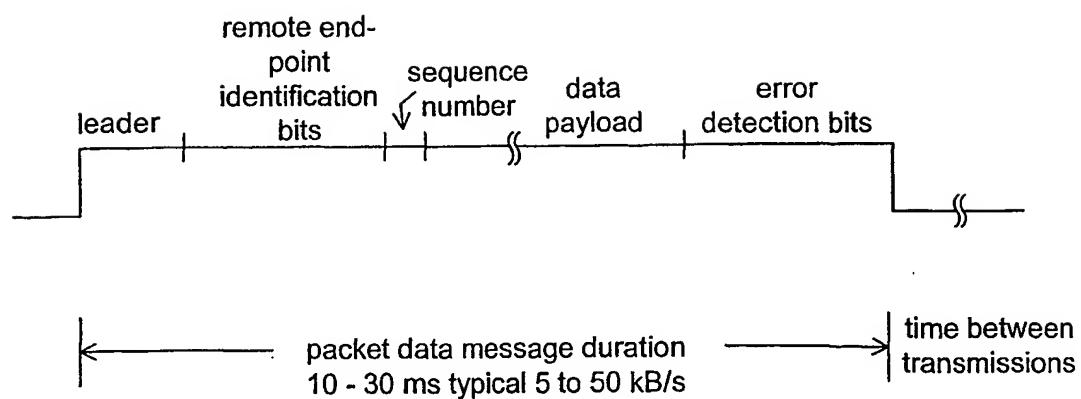 leader
remote end-
point
identification
bits
sequence
number
data
payload
error
detection bits
packet data message duration
10 - 30 ms typical 5 to 50 kB/s
time between
transmissions